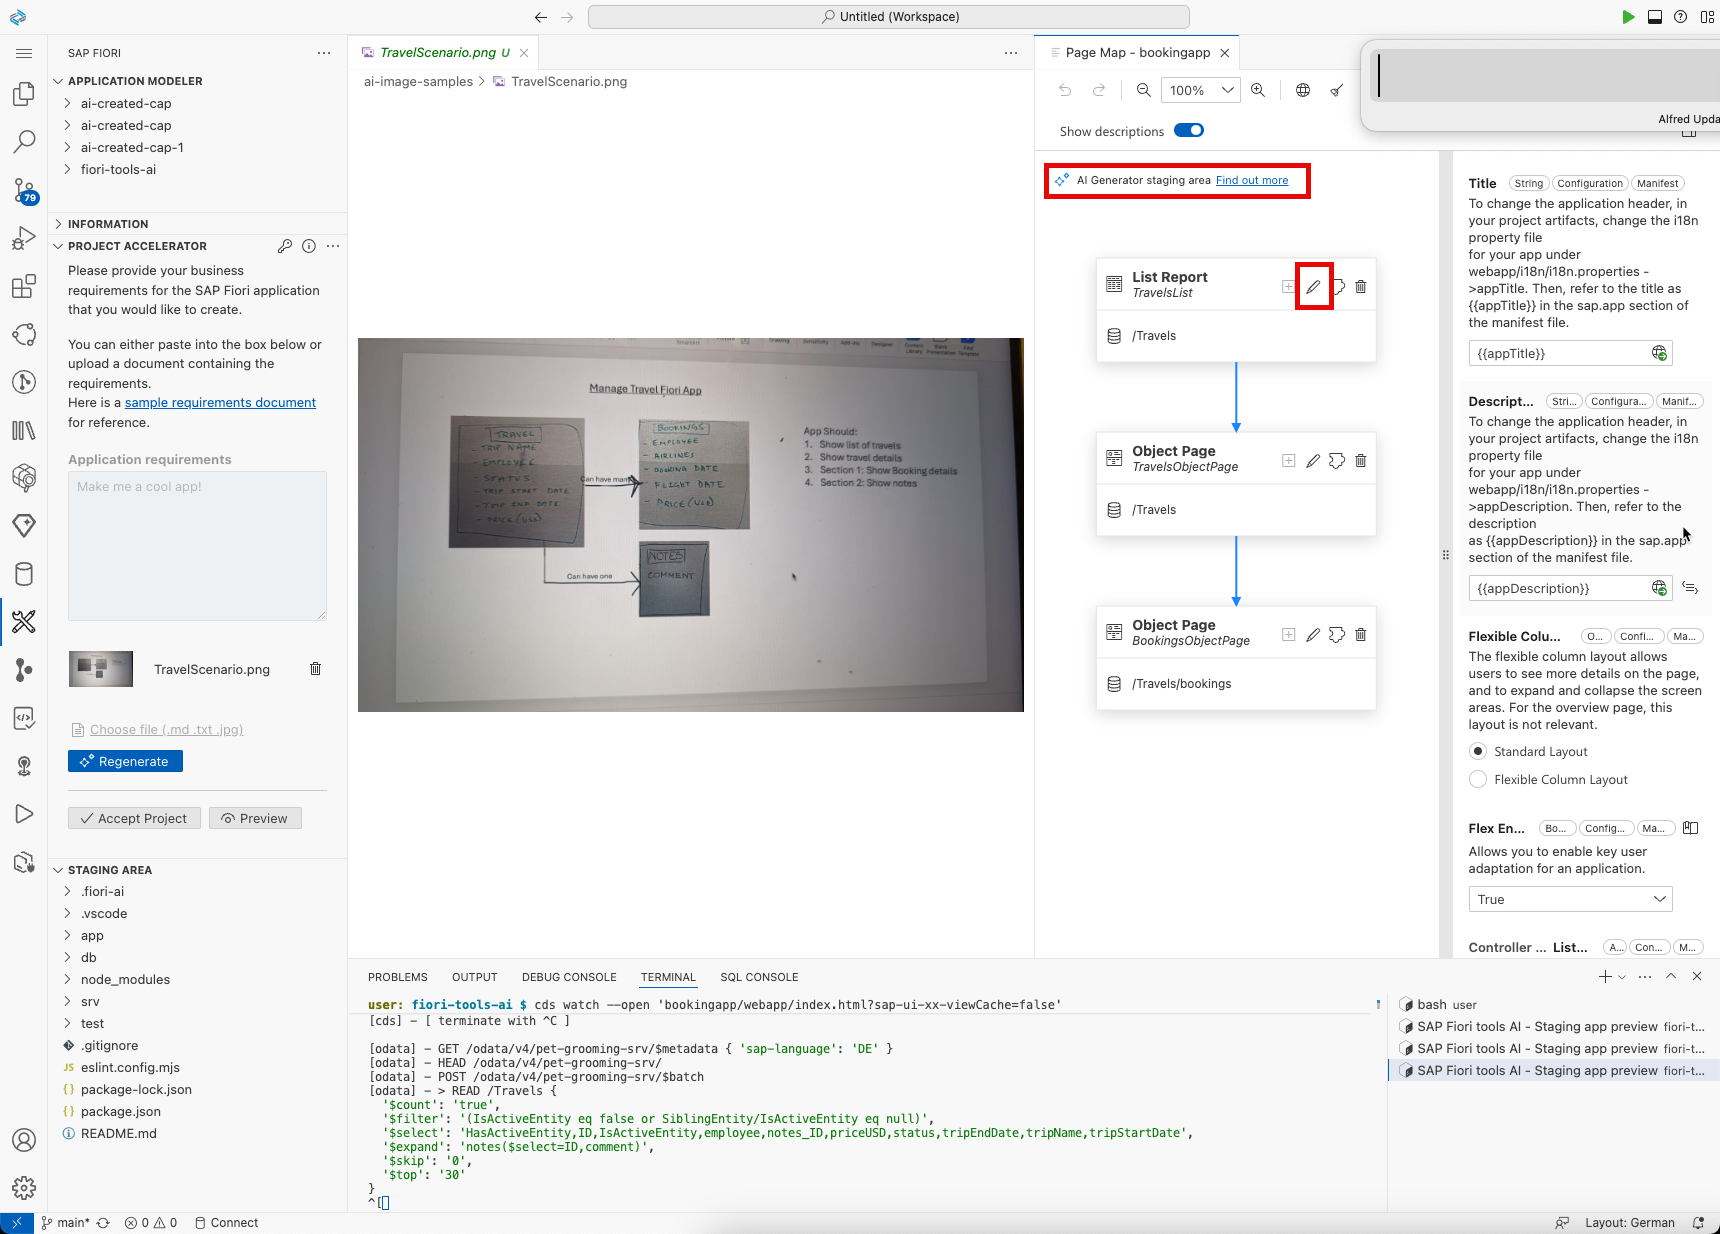 Untitled (Workspace)
SAP FIORI
APPLICATION MODELER
ai-created-cap
ai-created-cap
ai-created-cap-1
fiori-tools-ai
INFORMATION
PROJECT ACCELERATOR
Please provide your business
requirements for the SAP Fiori application
that you would like to create.
You can either paste into the box below or
upload a document containing the
requirements.
Here is a sample requirements document
for reference.
Application requirements
Make me a cool app!
TravelScenario.png
Choose file (.md .txt .jpg)
Regenerate
Accept Project
Preview
STAGING AREA
.fiori-ai
.vscode
app
db
node_modules
srv
test
.gitignore
JS eslint.config.mjs
{} package-lock.json
{} package.json
README.md
79
TravelScenario.png U
ai-image-samples > TravelScenario.png
Manage Travel Fiori App
TRAVEL
- TRIP NAME
- EMPLOYEE
- STATUS
- TRIP START DATE
- TRIP END DATE
- PRICE (USD)
Can have many
BOOKINGS
- EMPLOYEE
- AIRLINES
- BOOKING DATE
- FLIGHT DATE
- PRICE (USD)
Can have one
NOTES
COMMENT
App Should:
1. Show list of travels
2. Show travel details
3. Section 1: Show Booking details
4. Section 2: Show notes
Page Map - bookingapp
100%
Show descriptions
Alfred Upda
AI Generator staging area Find out more
List Report
TravelsList
/Travels
Object Page
TravelsObjectPage
/Travels
Object Page
BookingsObjectPage
/Travels/bookings
Title String Configuration Manifest
To change the application header, in
your project artifacts, change the i18n
property file
for your app under
webapp/i18n/i18n.properties -
>appTitle. Then, refer to the title as
{{appTitle}} in the sap.app section of
the manifest file.
{{appTitle}}
Descript... Stri... Configura... Manif...
To change the application header, in
your project artifacts, change the i18n
property file
for your app under
webapp/i18n/i18n.properties -
>appDescription. Then, refer to the
description
as {{appDescription}} in the sap.app
section of the manifest file.
{{appDescription}}
Flexible Colu... O... Confi... Ma...
The flexible column layout allows
users to see more details on the page,
and to expand and collapse the screen
areas. For the overview page, this
layout is not relevant.
Standard Layout
Flexible Column Layout
Flex En... Bo... Config... Ma...
Allows you to enable key user
adaptation for an application.
True
Controller ... List... A... Con... M...
PROBLEMS OUTPUT DEBUG CONSOLE TERMINAL SQL CONSOLE
user: fiori-tools-ai $ cds watch --open 'bookingapp/webapp/index.html?sap-ui-xx-viewCache=false'
[cds] - [ terminate with ^C ]
[odata] - GET /odata/v4/pet-grooming-srv/$metadata { 'sap-language': 'DE' }
[odata] - HEAD /odata/v4/pet-grooming-srv/
[odata] - POST /odata/v4/pet-grooming-srv/$batch
[odata] - > READ /Travels {
'$count': 'true',
'$filter': '(IsActiveEntity eq false or SiblingEntity/IsActiveEntity eq null)',
'$select': 'HasActiveEntity,ID,IsActiveEntity,employee,notes_ID,priceUSD,status,tripEndDate,tripName,tripStartDate',
'$expand': 'notes($select=ID,comment)',
'$skip': '0',
'$top': '30'
}
^[
bash user
SAP Fiori tools AI - Staging app preview fiori-t...
SAP Fiori tools AI - Staging app preview fiori-t...
SAP Fiori tools AI - Staging app preview fiori-t...
main* 0 0 Connect
Layout: German